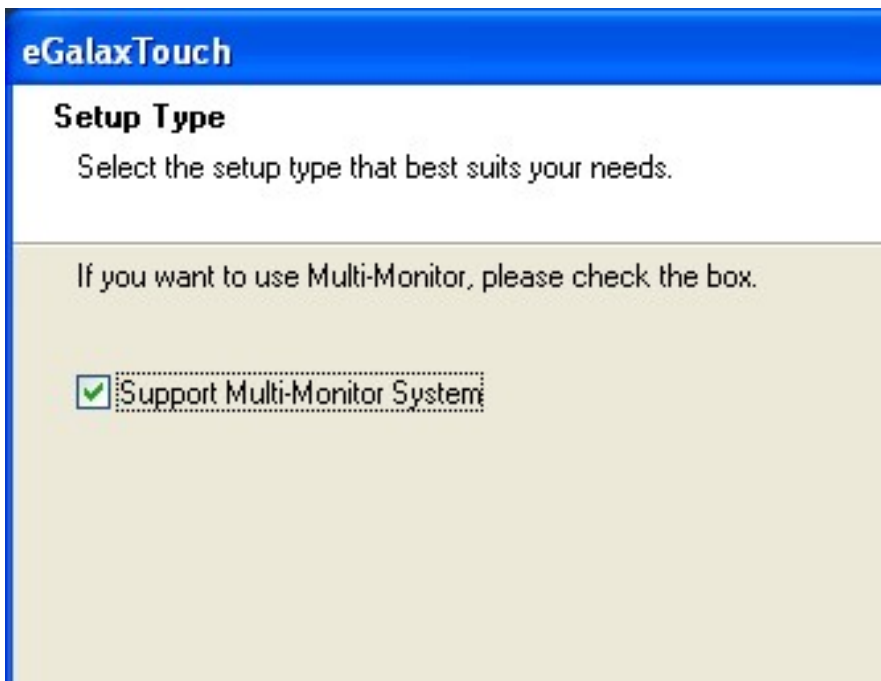 eGalaxTouch
Setup Type
Select the setup type that best suits your needs.
If you want to use Multi-Monitor, please check the box.
Support Multi-Monitor System